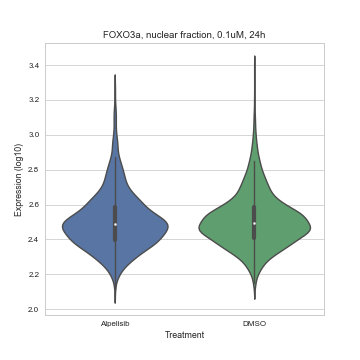 FOXO3a, nuclear fraction, 0.1uM, 24h
3.4
3.2
3.0
2.8
2.6
2.4
2.2
2.0
Expression (log10)
Alpelisib
DMSO
Treatment